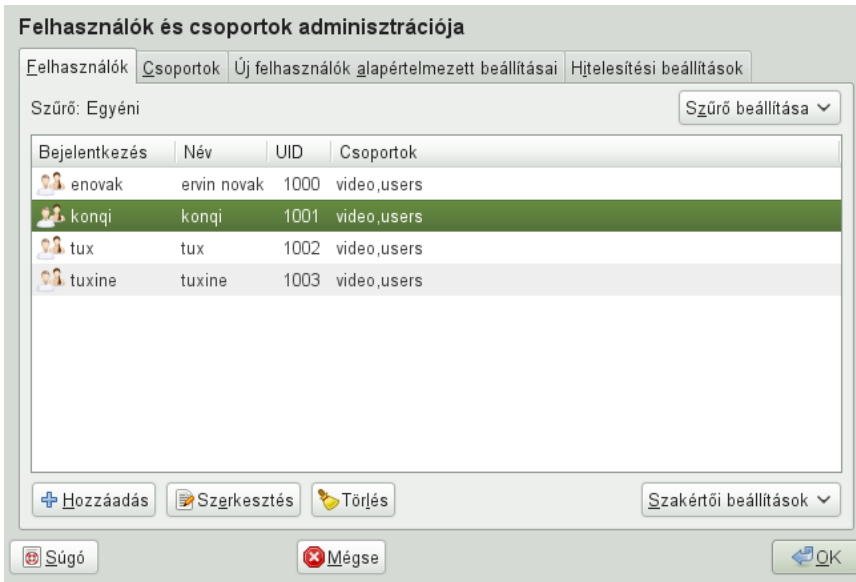 Felhasználók és csoportok adminisztrációja
Felhasználók Csoportok Új felhasználók alapértelmezett beállításai Hitelesítési beállítások
Szűrő: Egyéni Szűrő beállítása
Bejelentkezés Név UID Csoportok
enovak ervin novak 1000 video,users
konqi konqi 1001 video,users
tux tux 1002 video,users
tuxine tuxine 1003 video,users
Hozzáadás Szerkesztés Törlés Szakértői beállítások
Súgó Mégse OK